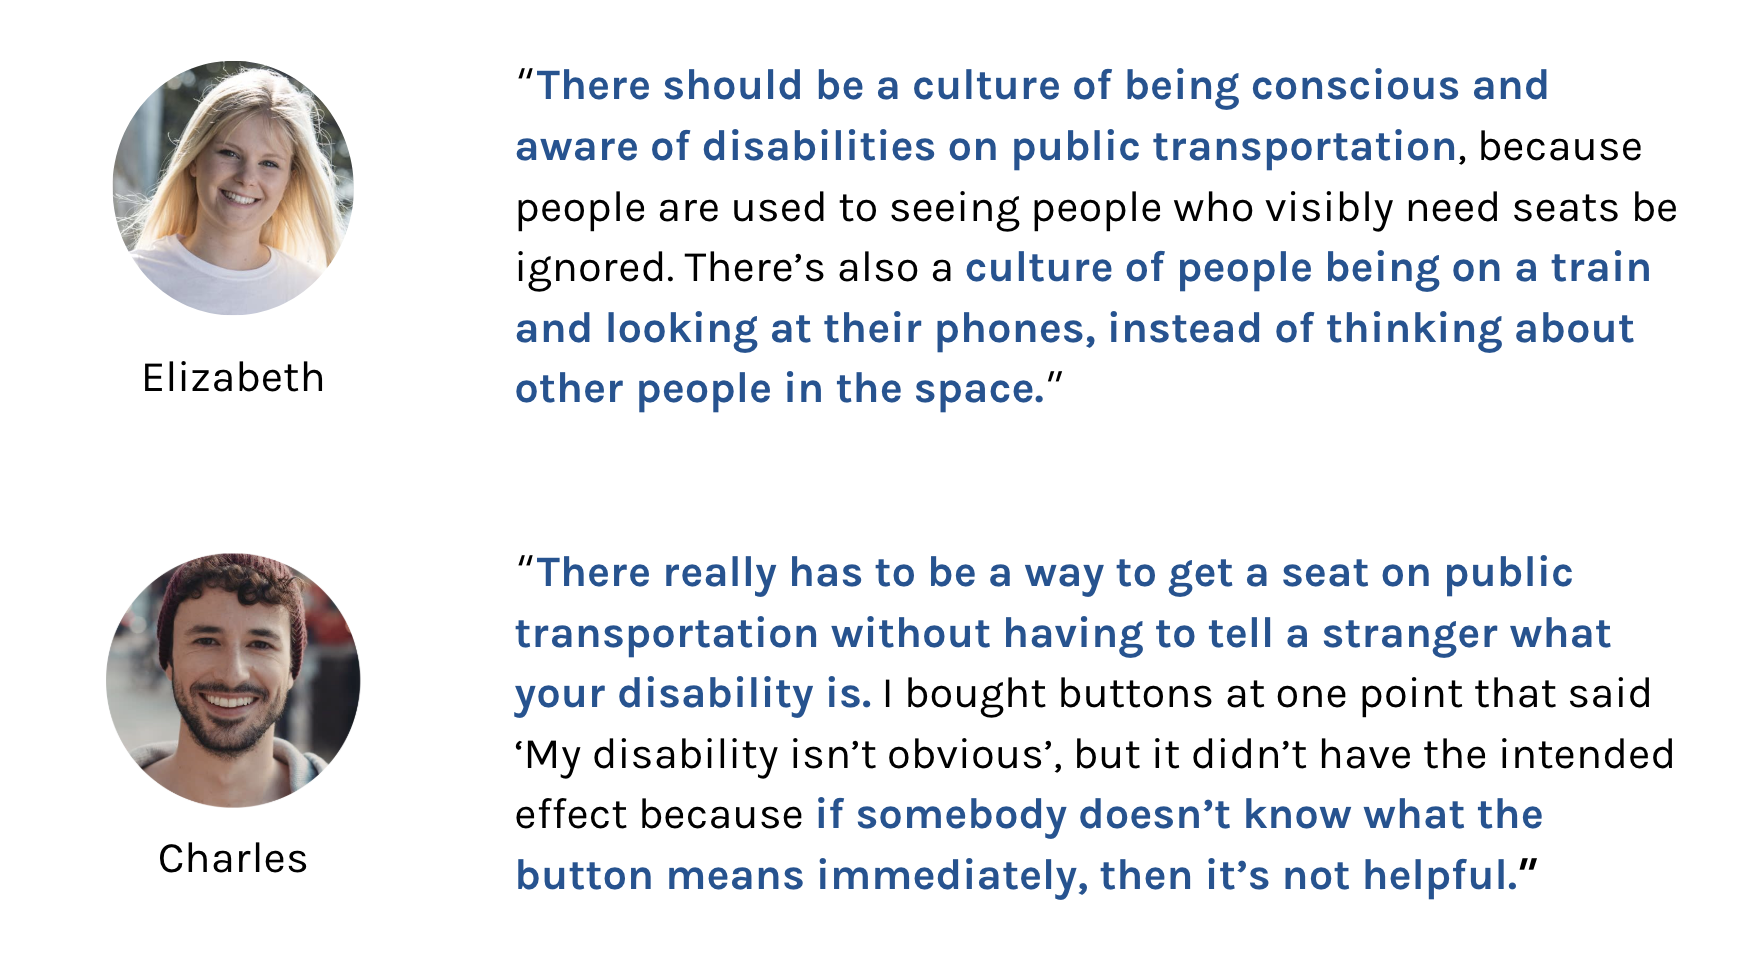 "There should be a culture of being conscious and
aware of disabilities on public transportation, because
people are used to seeing people who visibly need seats be
ignored. There’s also a culture of people being on a train
and looking at their phones, instead of thinking about
other people in the space."
Elizabeth
"There really has to be a way to get a seat on public
transportation without having to tell a stranger what
your disability is. I bought buttons at one point that said
‘My disability isn’t obvious’, but it didn’t have the intended
effect because if somebody doesn’t know what the
button means immediately, then it’s not helpful."
Charles